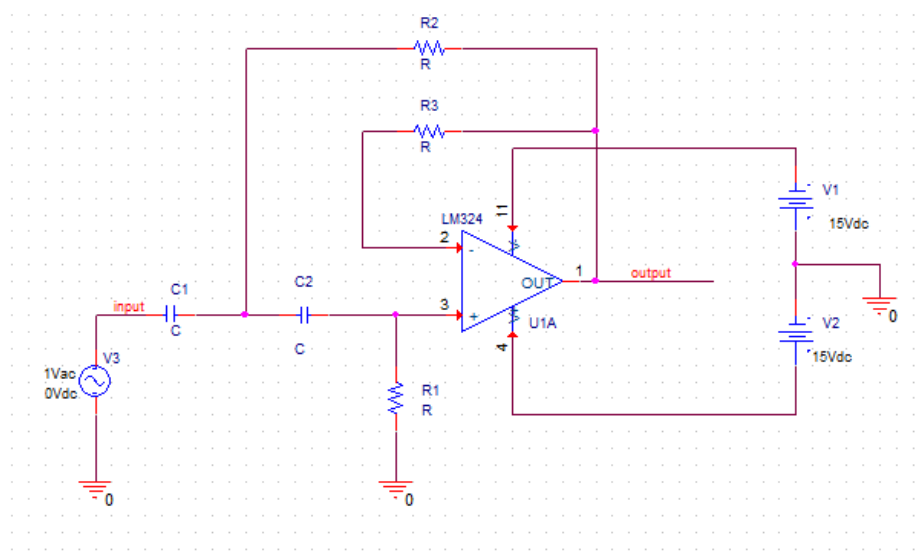 R2
R
R3
R
V1
15Vdc
LM324
11
2
-
OUT
1
output
0
C1
input
C
C2
C
3
+
U1A
4
V2
15Vdc
V3
1Vac
0Vdc
R1
R
0
0